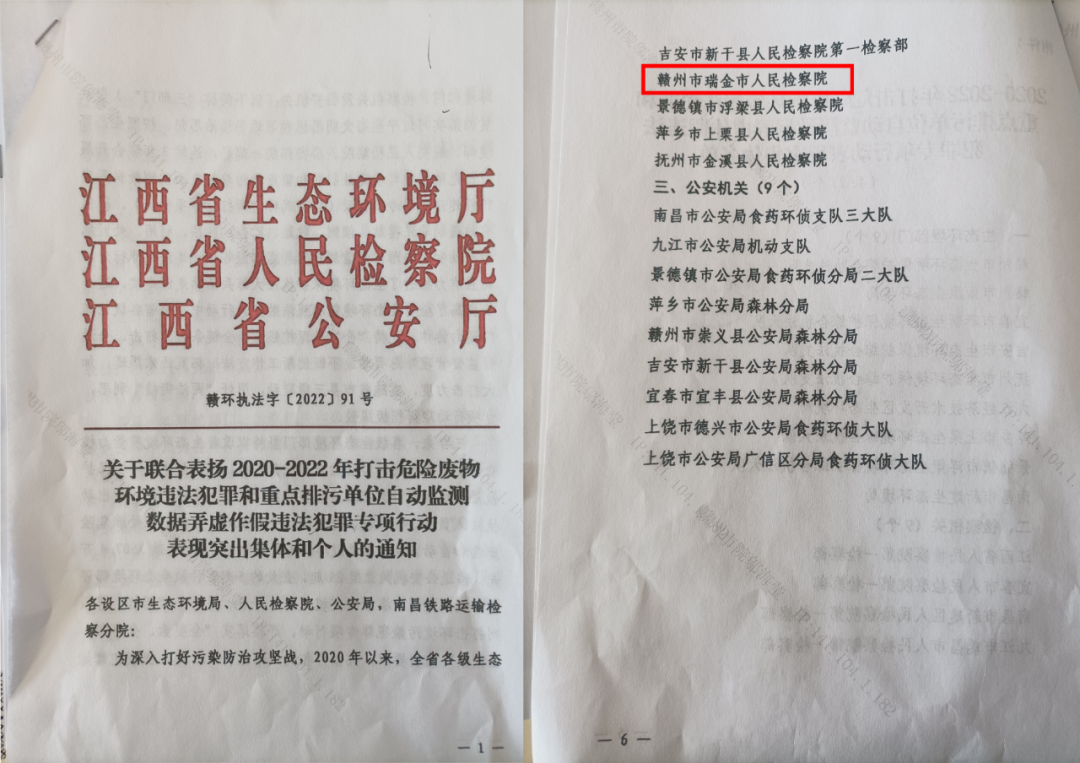 江西省生态环境厅
江西省人民检察院
江西省公安厅
赣环执法字〔2022〕91号
关于联合表扬2020-2022年打击危险废物
环境违法犯罪和重点排污单位自动监测
数据弄虚作假违法犯罪专项行动
表现突出集体和个人的通知
各设区市生态环境局、人民检察院、公安局，南昌铁路运输检
察分院：
为深入打好污染防治攻坚战，2020年以来，全省各级生态
— 1 —
吉安市新干县人民检察院第一检察部
赣州市瑞金市人民检察院
景德镇市浮梁县人民检察院
萍乡市上栗县人民检察院
抚州市金溪县人民检察院
三、公安机关（9个）
南昌市公安局食药环侦支队三大队
九江市公安局机动支队
景德镇市公安局食药环侦分局二大队
萍乡市公安局森林分局
赣州市崇义县公安局森林分局
吉安市新干县公安局森林分局
宜春市宜丰县公安局森林分局
上饶市德兴市公安局食药环侦大队
上饶市公安局广信区分局食药环侦大队
— 6 —